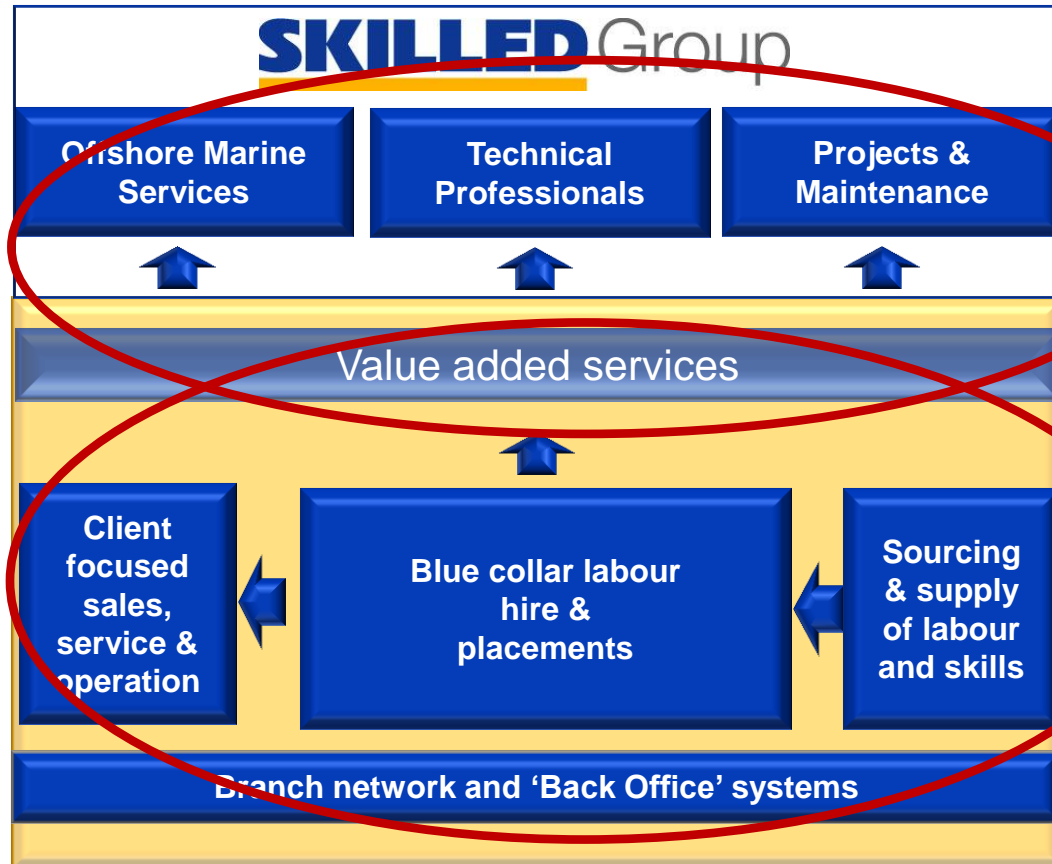 SKILLED Group
Offshore Marine
Services
Technical
Professionals
Projects &
Maintenance
Value added services
Client
focused
sales,
service &
operation
Blue collar labour
hire &
placements
Sourcing
& supply
of labour
and skills
Branch network and ‘Back Office’ systems